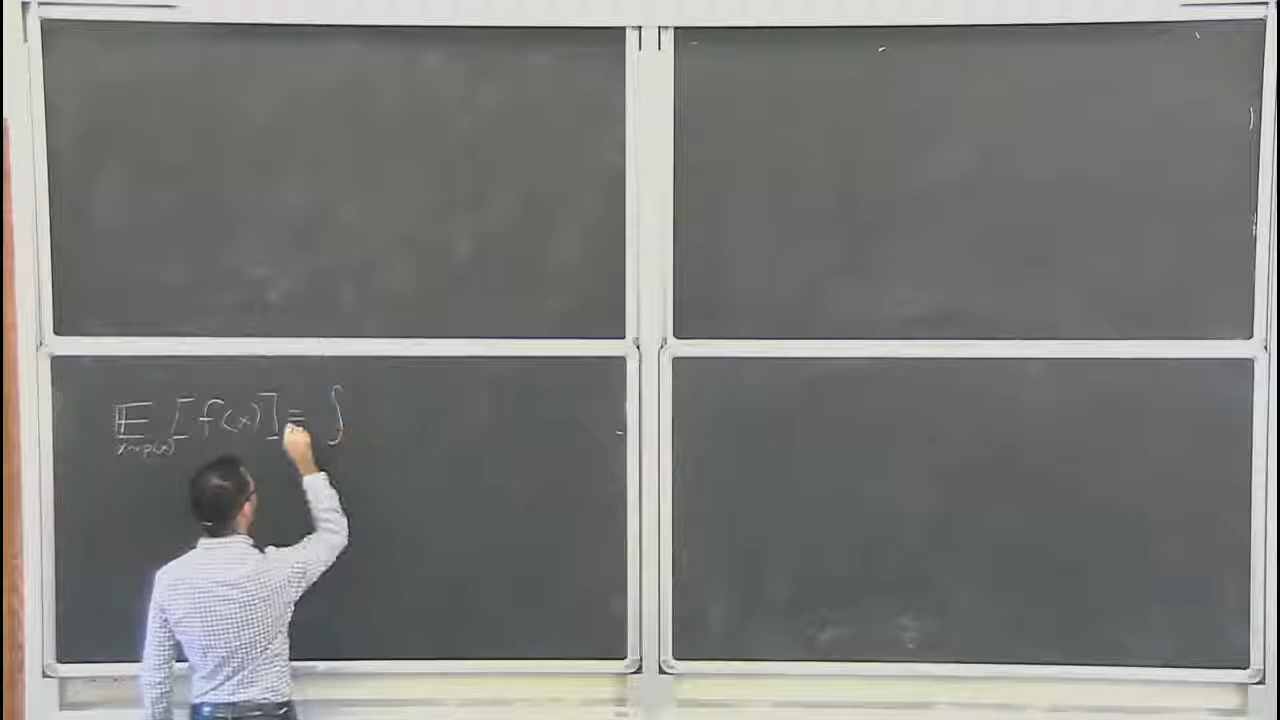 𝔼 [f(x)] = ∫
x~p(x)